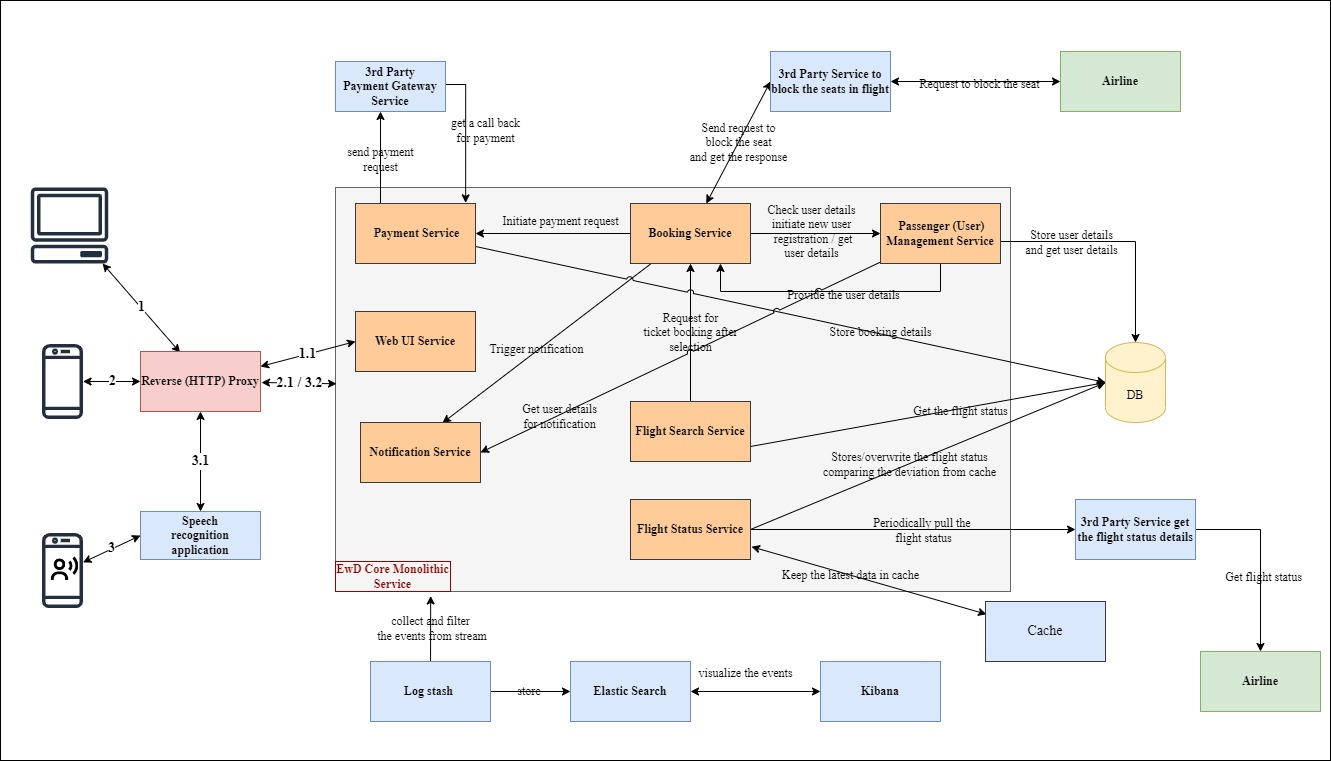 3rd Party
Payment Gateway
Service
3rd Party Service to
block the seats in flight
Request to block the seat
Airline
get a call back
for payment
send payment
request
Send request to
block the seat
and get the response
Payment Service
Initiate payment request
Booking Service
Check user details
initiate new user
registration / get
user details
Passenger (User)
Management Service
Store user details
and get user details
Provide the user details
1
Web UI Service
1.1
Request for
ticket booking after
selection
Store booking details
Trigger notification
2
Reverse (HTTP) Proxy
2.1 / 3.2
DB
Get user details
for notification
Get the flight status
Notification Service
Flight Search Service
3.1
Stores/overwrite the flight status
comparing the deviation from cache
Speech
recognition
application
3
Flight Status Service
Periodically pull the
flight status
3rd Party Service get
the flight status details
EwD Core Monolithic
Service
Keep the latest data in cache
Get flight status
collect and filter
the events from stream
Cache
Log stash
store
Elastic Search
visualize the events
Kibana
Airline